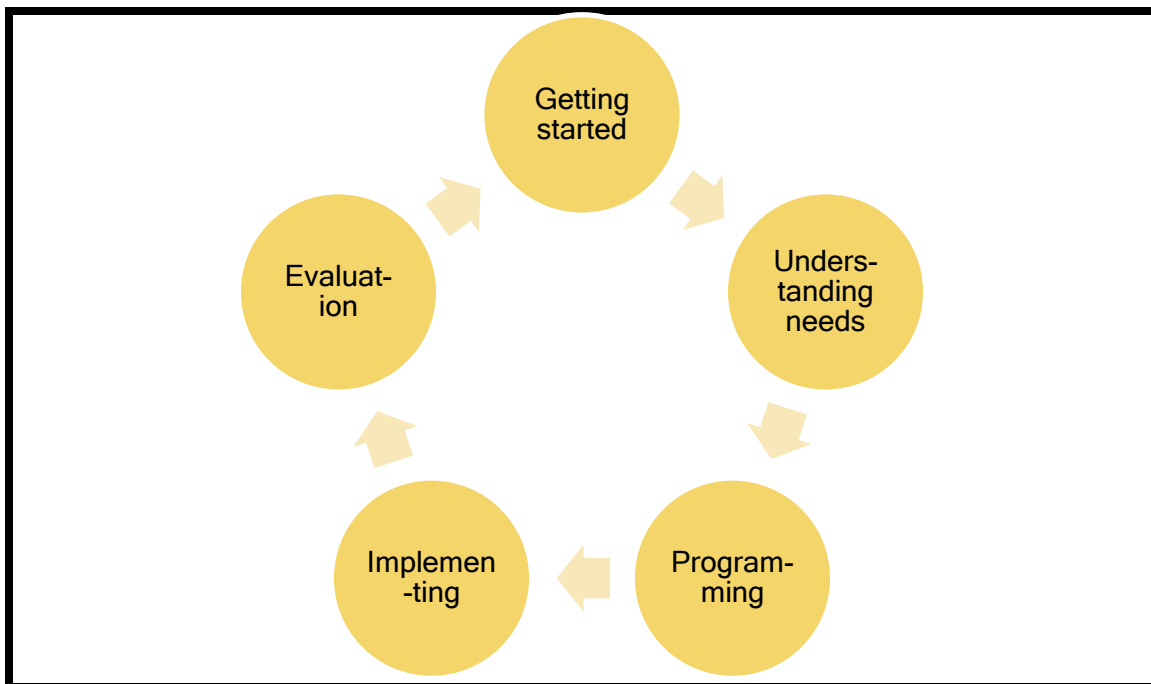 Getting
started
Unders-
tanding
needs
Program-
ming
Implemen
-ting
Evaluat-
ion